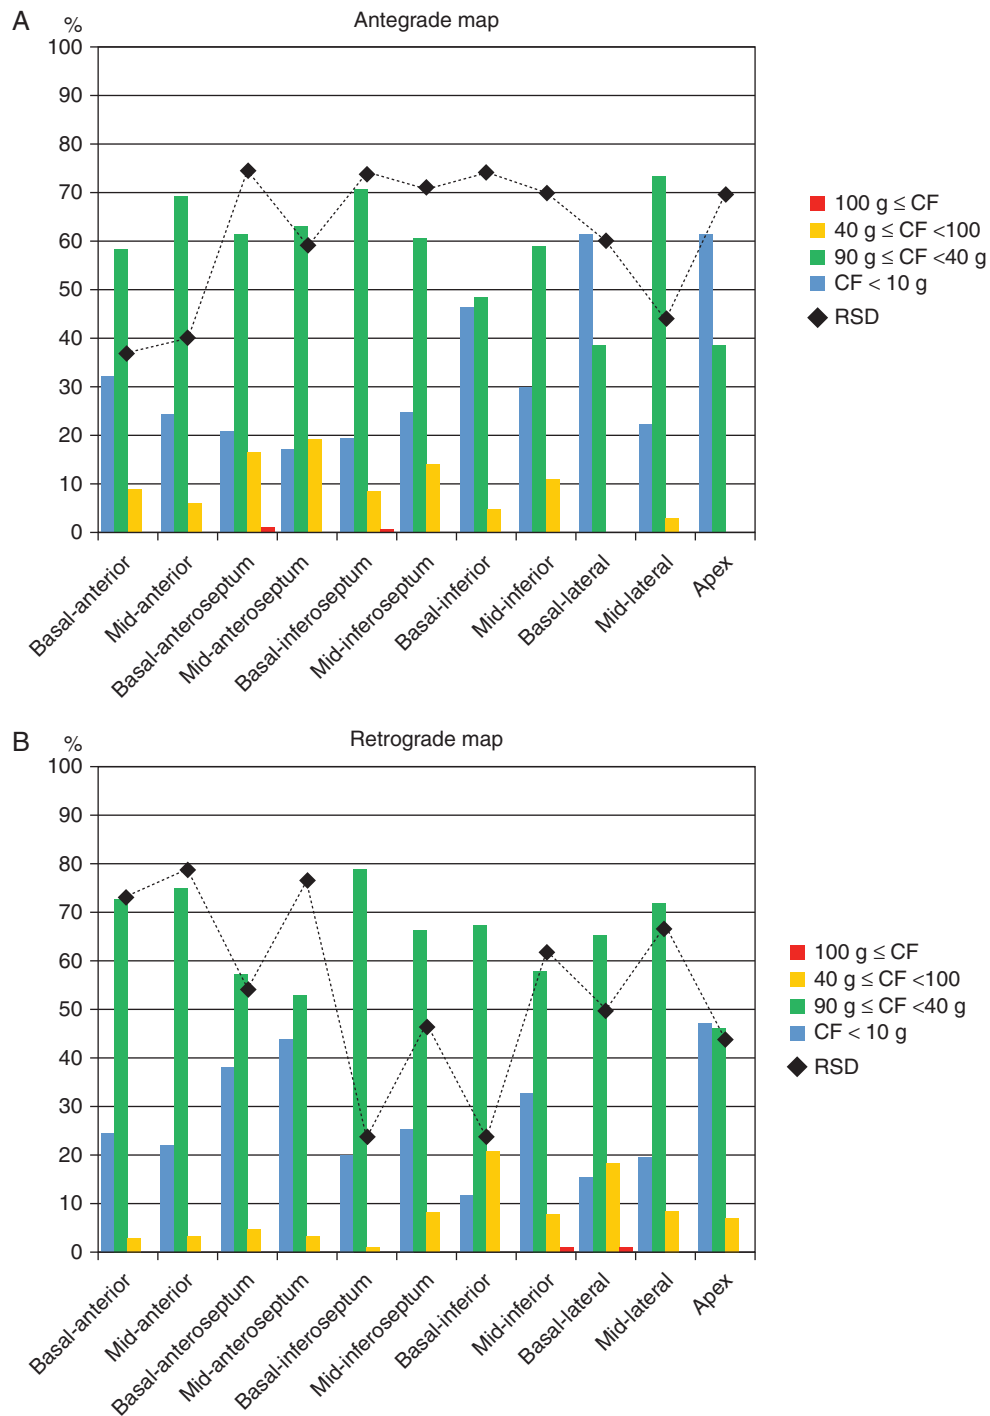 A
%
Antegrade map
100
90
80
70
60
50
40
30
20
10
0
Basal-anterior
Mid-anterior
Basal-anteroseptum
Mid-anteroseptum
Basal-inferoseptum
Mid-inferoseptum
Basal-inferior
Mid-inferior
Basal-lateral
Mid-lateral
Apex
100 g ≤ CF
40 g ≤ CF <100
90 g ≤ CF <40 g
CF < 10 g
RSD
B
%
Retrograde map
100
90
80
70
60
50
40
30
20
10
0
Basal-anterior
Mid-anterior
Basal-anteroseptum
Mid-anteroseptum
Basal-inferoseptum
Mid-inferoseptum
Basal-inferior
Mid-inferior
Basal-lateral
Mid-lateral
Apex
100 g ≤ CF
40 g ≤ CF <100
90 g ≤ CF <40 g
CF < 10 g
RSD